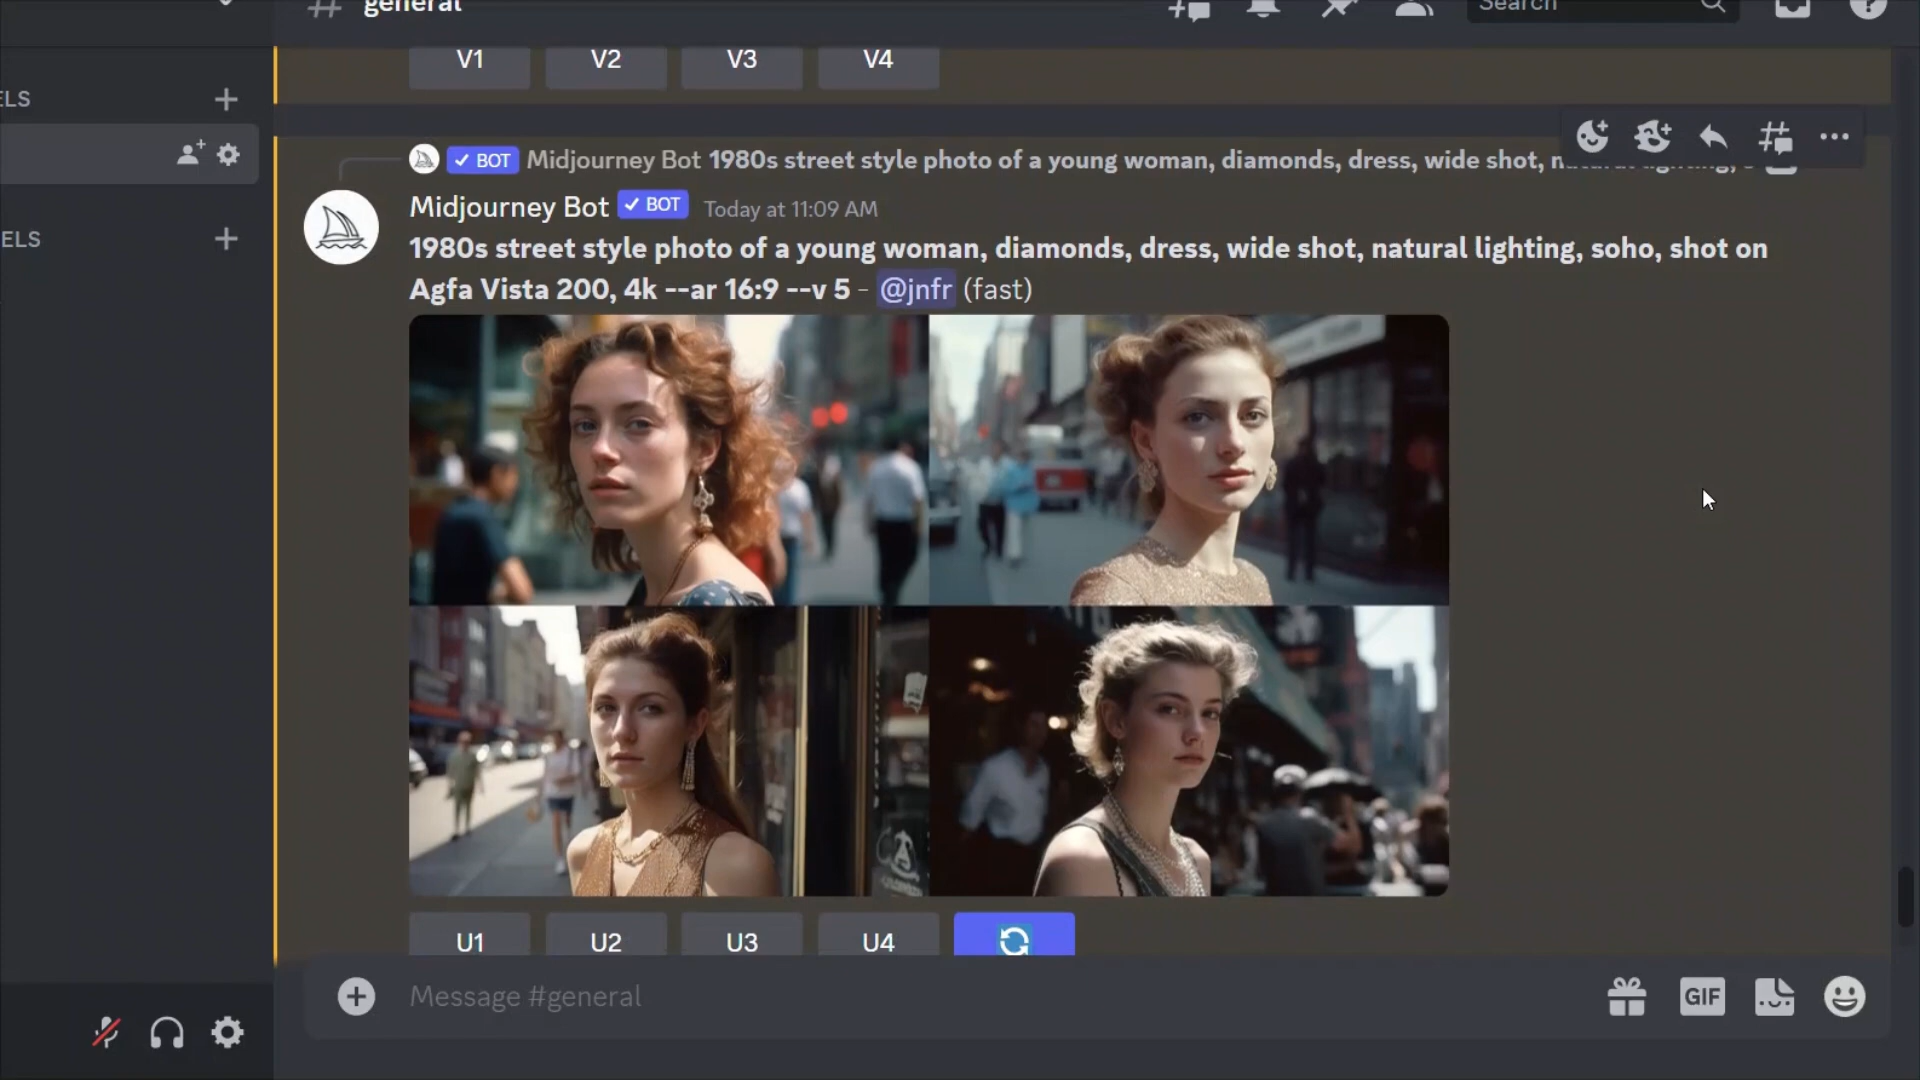 general
Search
V1
V2
V3
V4
ELS
BOT Midjourney Bot 1980s street style photo of a young woman, diamonds, dress, wide shot,
Midjourney Bot BOT Today at 11:09 AM
1980s street style photo of a young woman, diamonds, dress, wide shot, natural lighting, soho, shot on
Agfa Vista 200, 4k --ar 16:9 --v 5 - @jnfr (fast)
ELS
U1
U2
U3
U4
Message #general
GIF